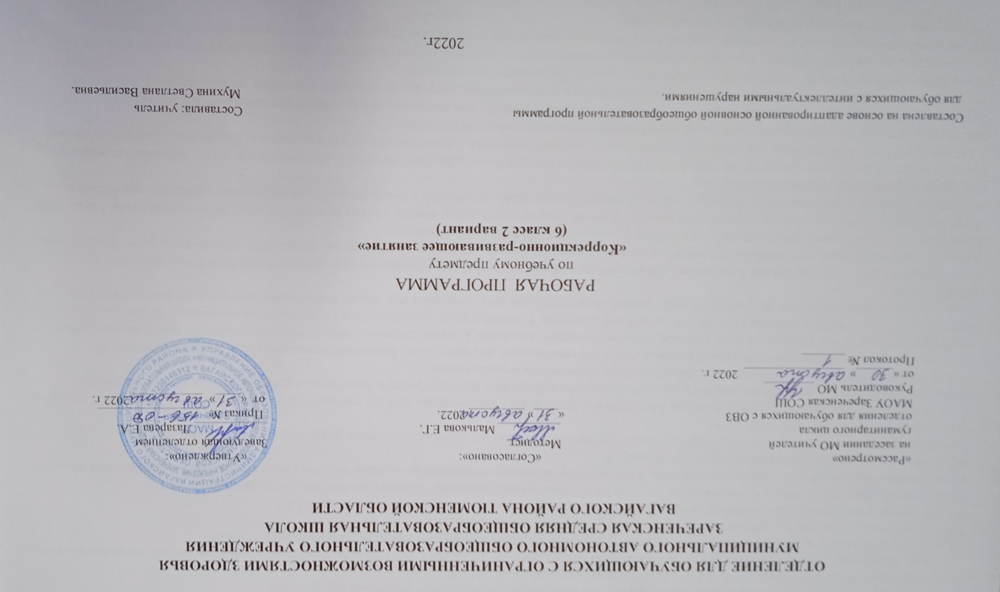 ОТДЕЛЕНИЕ ДЛЯ ОБУЧАЮЩИХСЯ С ОГРАНИЧЕННЫМИ ВОЗМОЖНОСТЯМИ ЗДОРОВЬЯ
МУНИЦИПАЛЬНОГО АВТОНОМНОГО ОБЩЕОБРАЗОВАТЕЛЬНОГО УЧРЕЖДЕНИЯ
ЗАРЕЧЕНСКАЯ СРЕДНЯЯ ОБЩЕОБРАЗОВАТЕЛЬНАЯ ШКОЛА
ВАГАЙСКОГО РАЙОНА ТЮМЕНСКОЙ ОБЛАСТИ
«Рассмотрено»
на заседании МО учителей
гуманитарного цикла
отделения для обучающихся с ОВЗ
МАОУ Зареченская СОШ
Руководитель МО
от « 30 » августа 2022 г.
Протокол № 1
«Согласовано»:
Методист
Малькова Е.Г.
« 31 » августа 2022.
«Утверждено»:
Заведующая отделением
Лазарева Е.А.
Приказ № 156-од
от « 31 » августа 2022 г.
РАБОЧАЯ ПРОГРАММА
по учебному предмету
«Коррекционно-развивающее занятие»
(6 класс 2 вариант)
Составлена на основе адаптированной основной общеобразовательной программы
для обучающихся с интеллектуальными нарушениями.
Составила: учитель
Мухина Светлана Васильевна.
2022г.